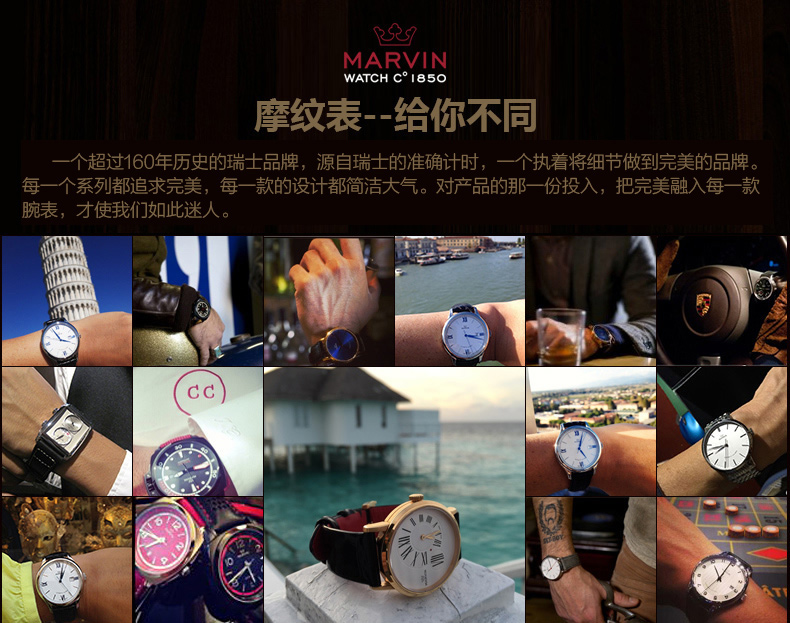 MARVIN
WATCH Cº 1850
摩纹表--给你不同
一个超过160年历史的瑞士品牌，源自瑞士的准确计时，一个执着将细节做到完美的品牌。
每一个系列都追求完美，每一款的设计都简洁大气。对产品的那一份投入，把完美融入每一款
腕表，才使我们如此迷人。
CC